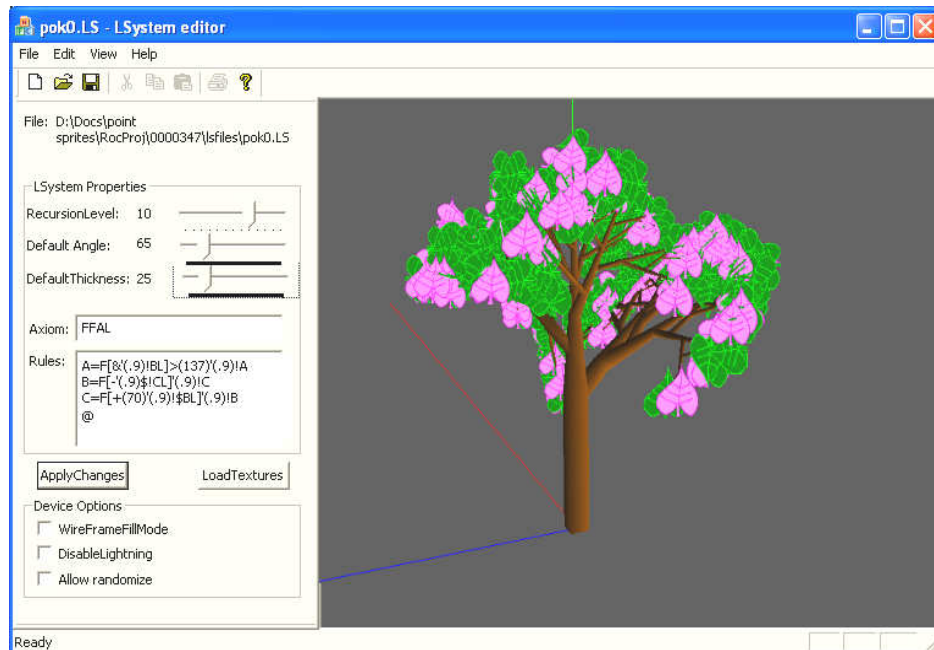 pok0.LS - LSystem editor
File Edit View Help
File: D:\Docs\point
sprites\RocProj\0000347\lsfiles\pok0.LS
LSystem Properties
RecursionLevel: 10
Default Angle: 65
DefaultThickness: 25
Axiom: FFAL
Rules: A=F[&'(.9)!BL]>(137)'(.9)!A
B=F[-'(.9)$!CL]'(.9)!C
C=F[+(70)'(.9)!$BL]'(.9)!B
@
ApplyChanges LoadTextures
Device Options
WireFrameFillMode
DisableLightning
Allow randomize
Ready